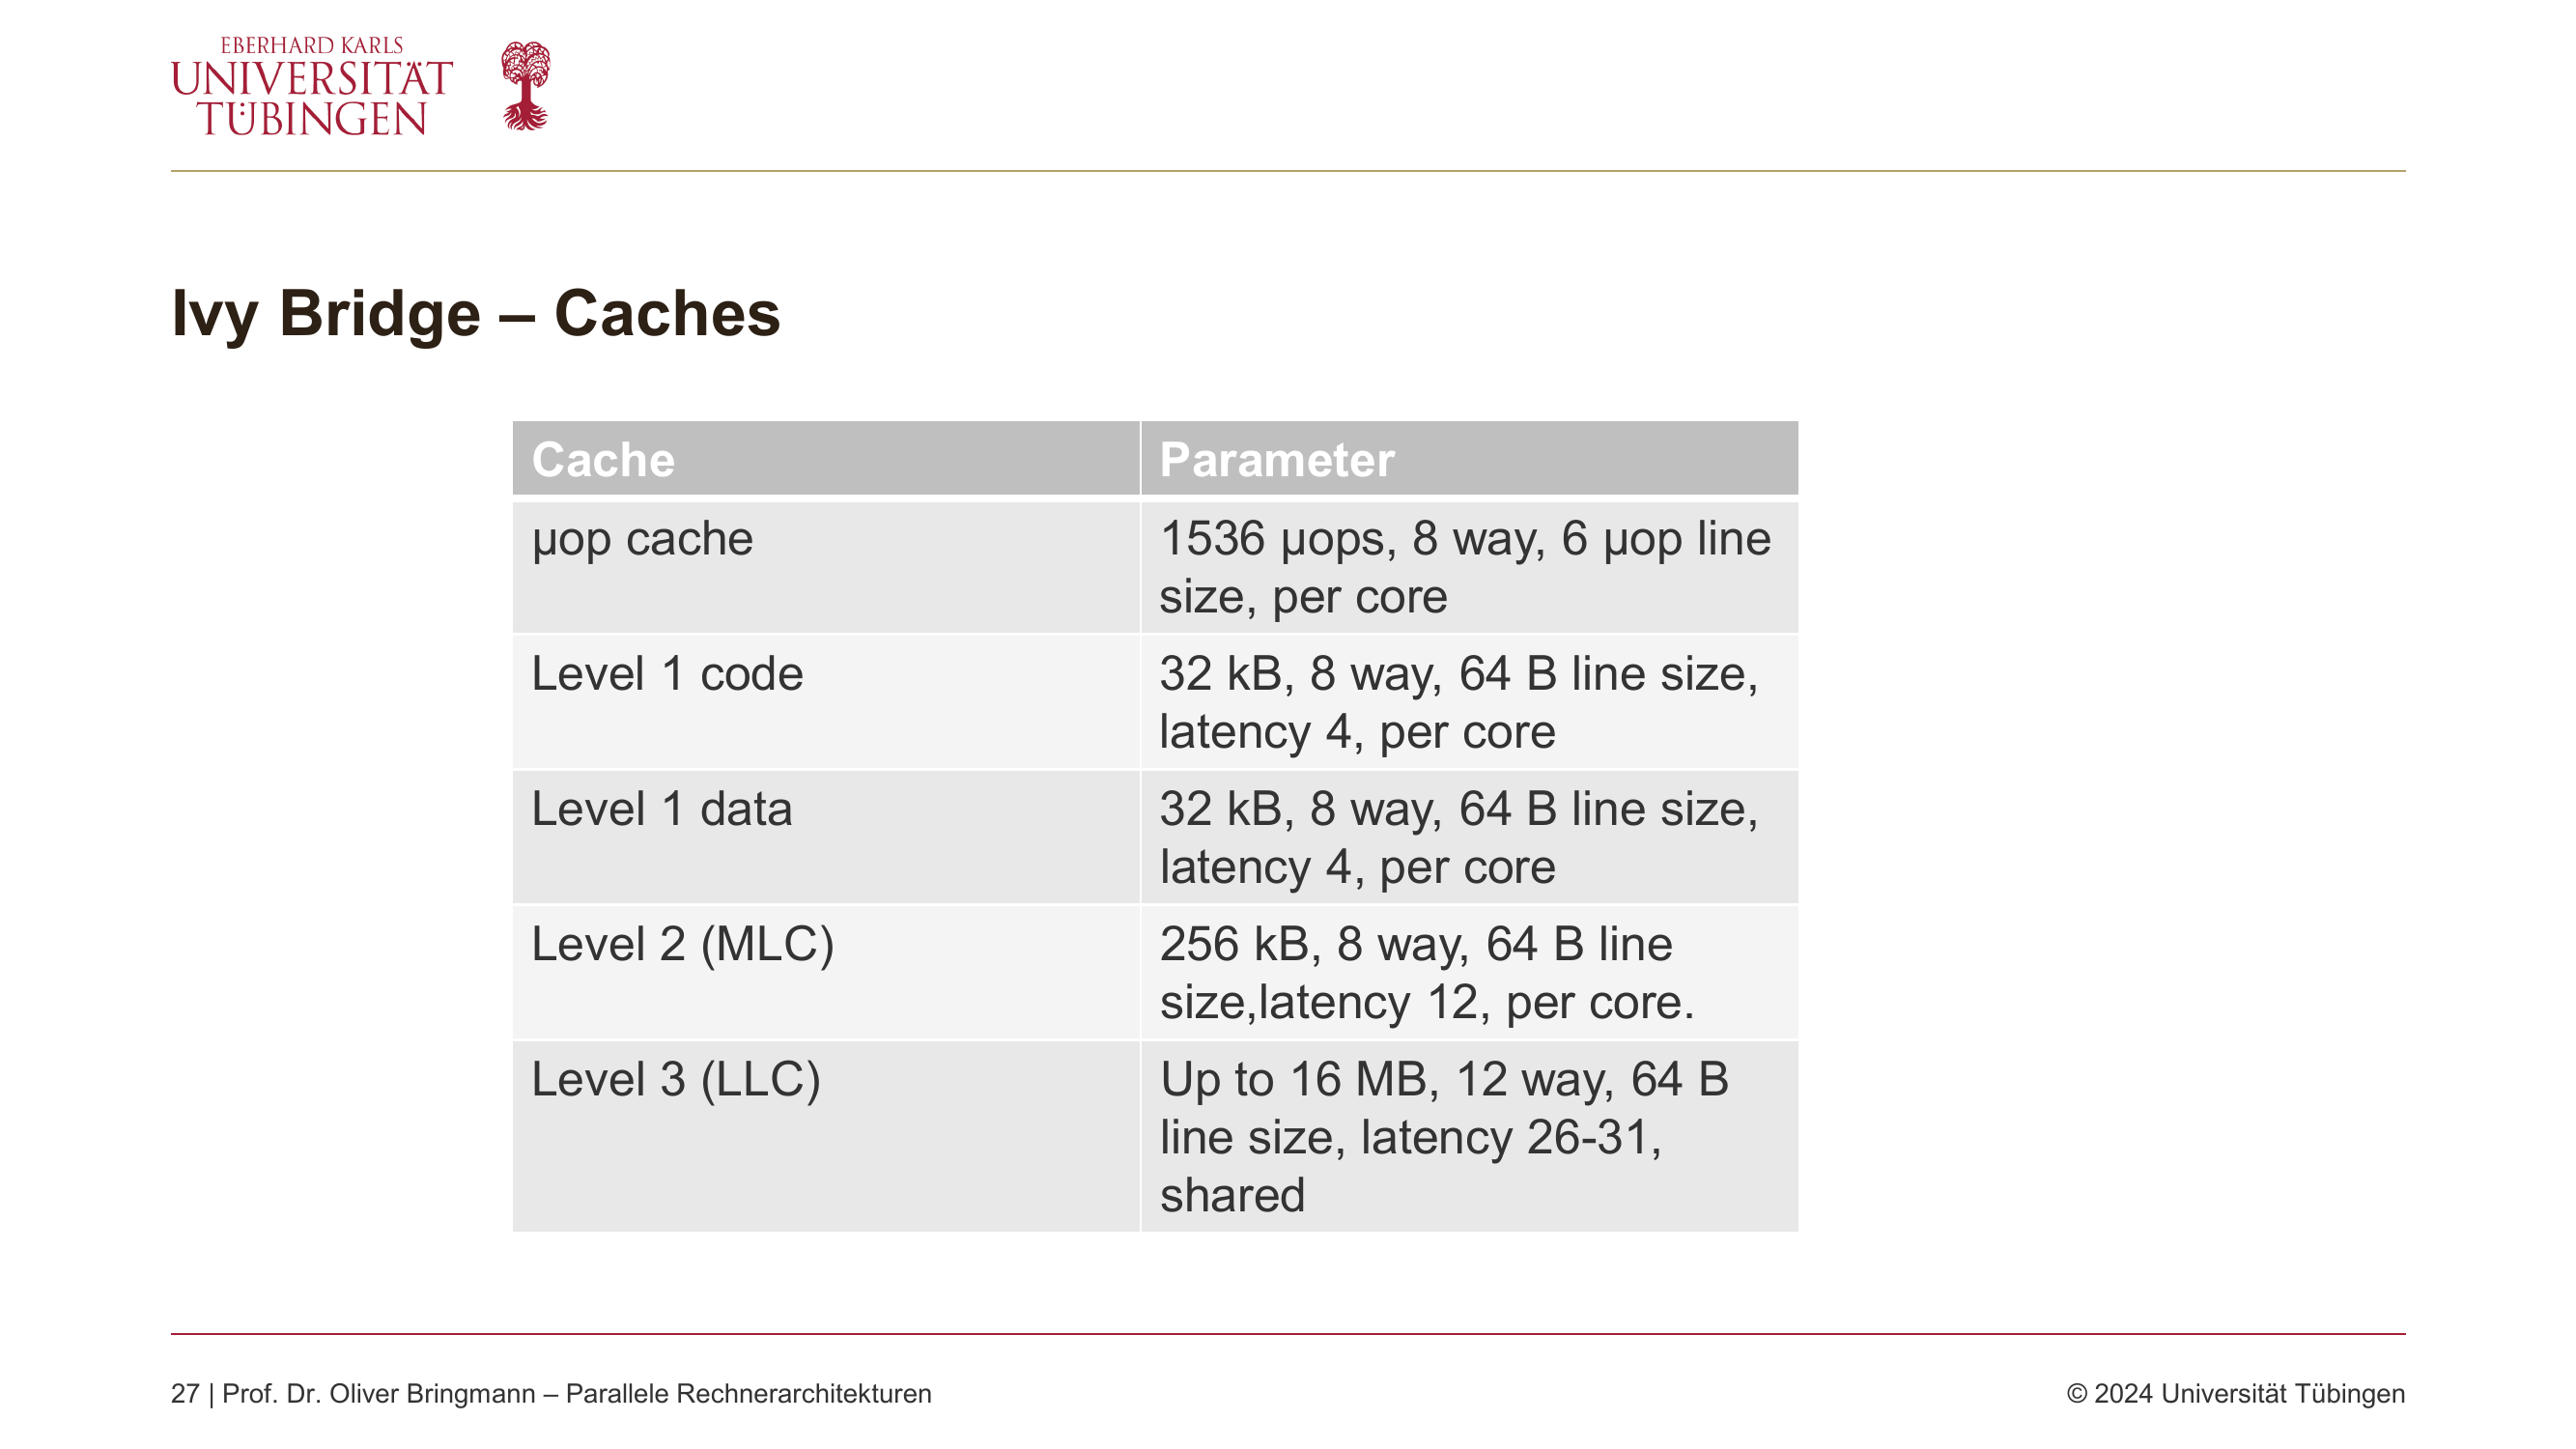 EBERHARD KARLS
UNIVERSITÄT
TÜBINGEN
Ivy Bridge – Caches
Cache
Parameter
µop cache
1536 µops, 8 way, 6 µop line
size, per core
Level 1 code
32 kB, 8 way, 64 B line size,
latency 4, per core
Level 1 data
32 kB, 8 way, 64 B line size,
latency 4, per core
Level 2 (MLC)
256 kB, 8 way, 64 B line
size,latency 12, per core.
Level 3 (LLC)
Up to 16 MB, 12 way, 64 B
line size, latency 26-31,
shared
27 | Prof. Dr. Oliver Bringmann – Parallele Rechnerarchitekturen
© 2024 Universität Tübingen